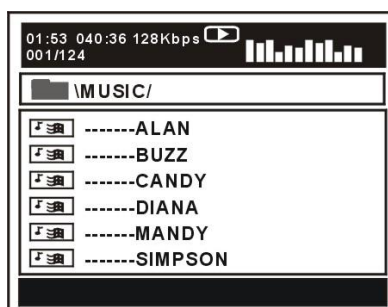 01:53 040:36 128Kbps
001/124
\MUSIC/
-------ALAN
-------BUZZ
-------CANDY
-------DIANA
-------MANDY
-------SIMPSON